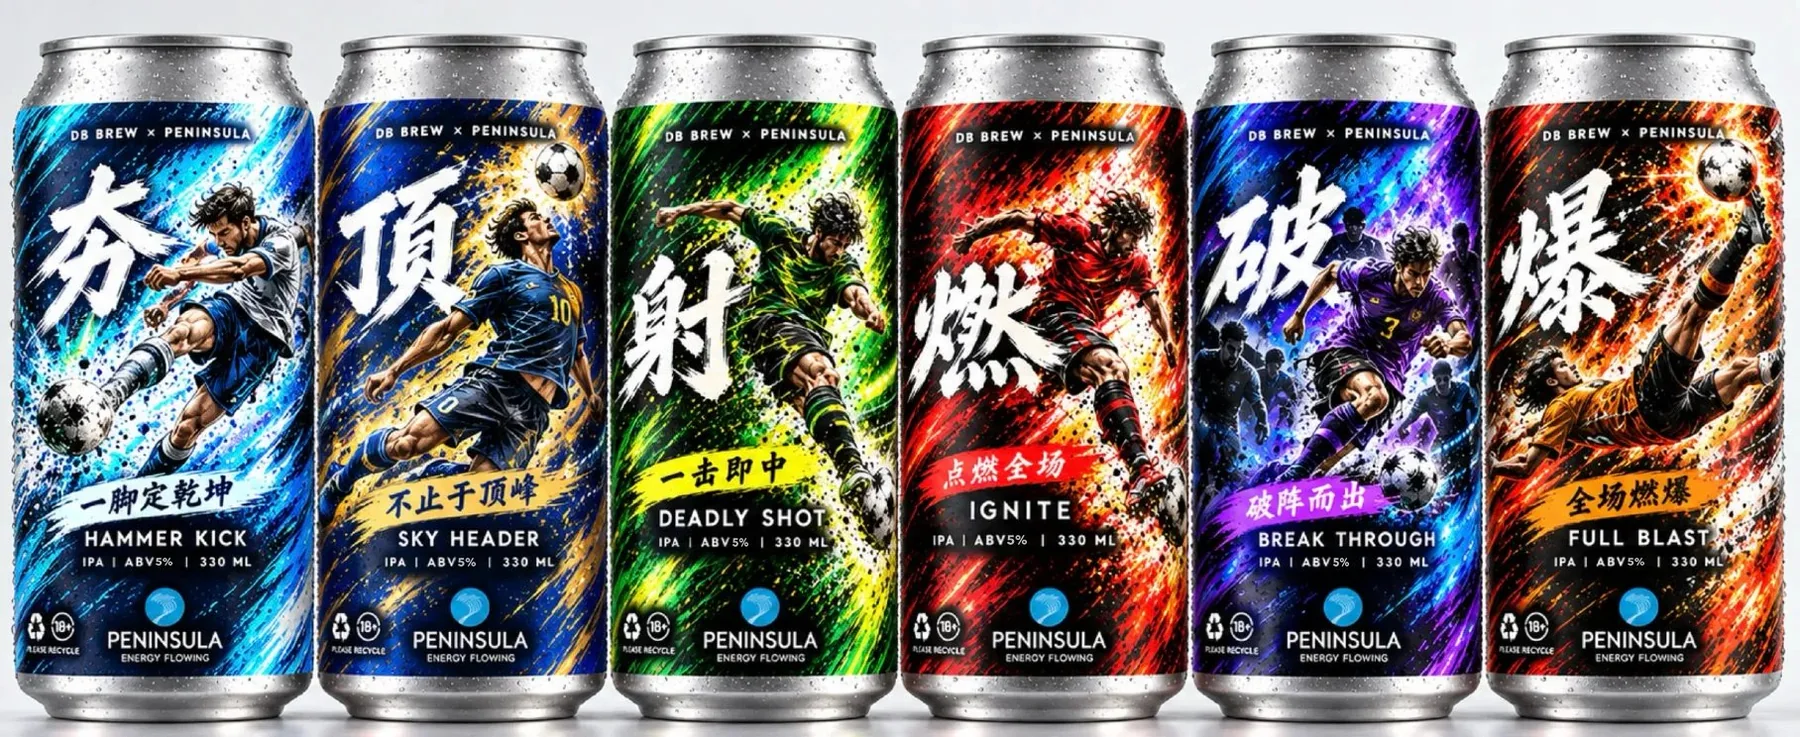 DB BREW × PENINSULA
夯
一脚定乾坤
HAMMER KICK
IPA | ABV5% | 330 ML
18+
PLEASE RECYCLE
PENINSULA
ENERGY FLOWING
DB BREW × PENINSULA
頂
10
0
不止于顶峰
SKY HEADER
IPA | ABV5% | 330 ML
18+
PLEASE RECYCLE
PENINSULA
ENERGY FLOWING
DB BREW × PENINSULA
射
一击即中
DEADLY SHOT
IPA | ABV5% | 330 ML
18+
PLEASE RECYCLE
PENINSULA
ENERGY FLOWING
DB BREW × PENINSULA
燃
点燃全场
IGNITE
IPA | ABV5% | 330 ML
18+
PLEASE RECYCLE
PENINSULA
ENERGY FLOWING
DB BREW × PENINSULA
破
7
破阵而出
BREAK THROUGH
IPA | ABV5% | 330 ML
18+
PLEASE RECYCLE
PENINSULA
ENERGY FLOWING
DB BREW × PENINSULA
爆
全场燃爆
FULL BLAST
IPA | ABV5% | 330 ML
18+
PLEASE RECYCLE
PENINSULA
ENERGY FLOWING